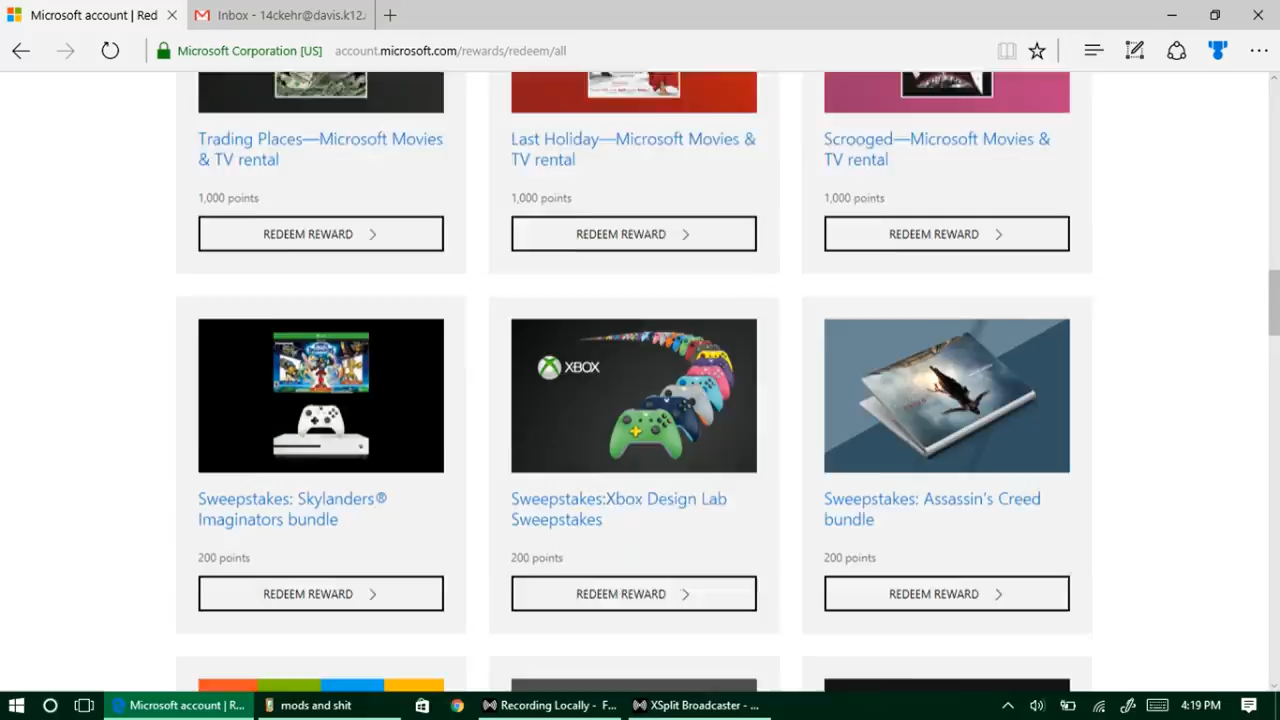 Microsoft account | Red
Inbox - 14ckehr@davis.k12.
Microsoft Corporation [US]
account.microsoft.com/rewards/redeem/all
Trading Places—Microsoft Movies & TV rental
1,000 points
REDEEM REWARD
Last Holiday—Microsoft Movies & TV rental
1,000 points
REDEEM REWARD
Scrooged—Microsoft Movies & TV rental
1,000 points
REDEEM REWARD
Sweepstakes: Skylanders® Imaginators bundle
200 points
REDEEM REWARD
XBOX
Sweepstakes:Xbox Design Lab Sweepstakes
200 points
REDEEM REWARD
Sweepstakes: Assassin's Creed bundle
200 points
REDEEM REWARD
Microsoft account | R...
mods and shit
Recording Locally - F...
XSplit Broadcaster - ...
4:19 PM